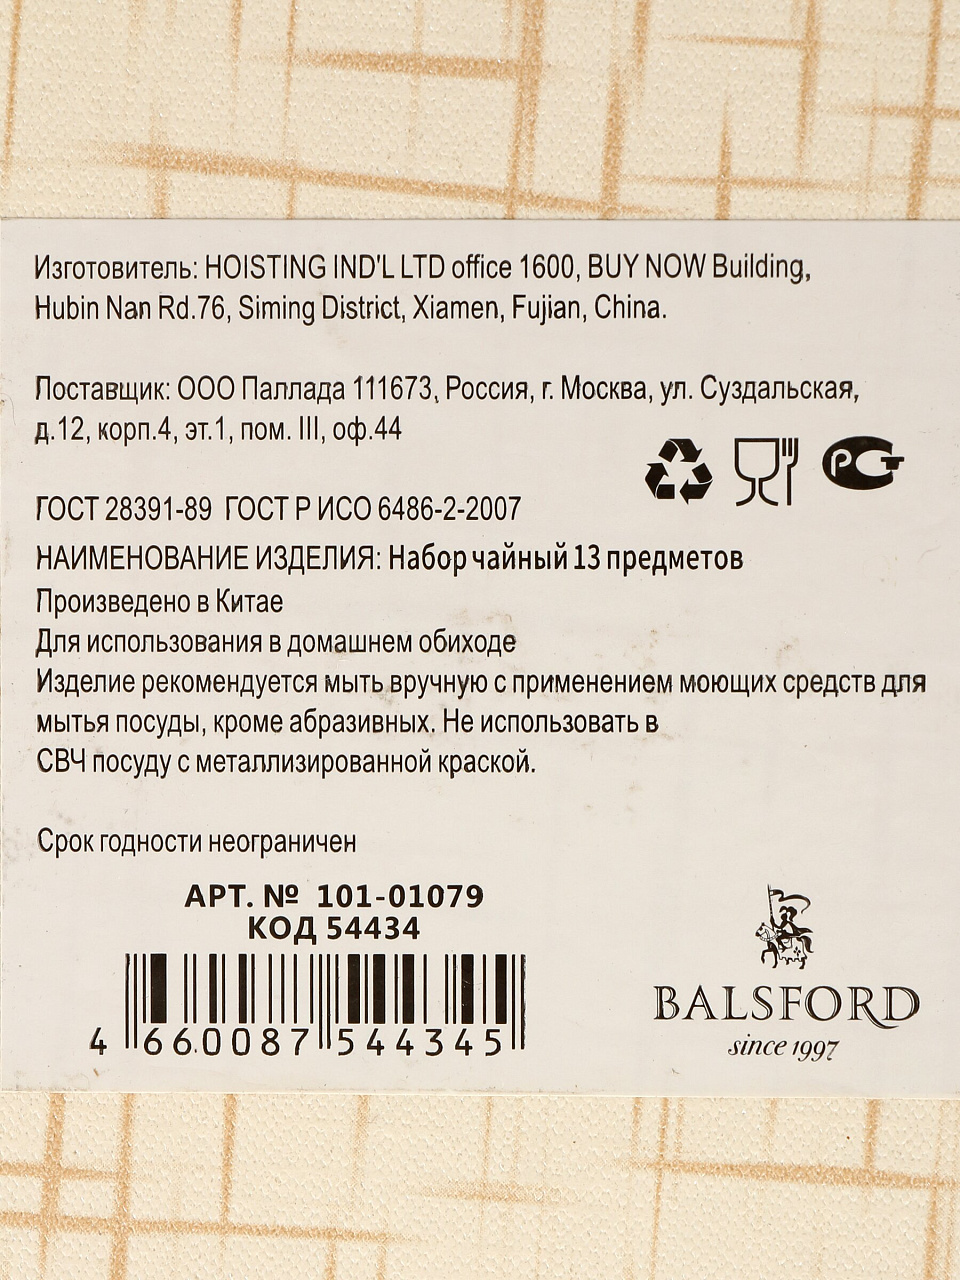 Изготовитель: HOISTING IND'L LTD office 1600, BUY NOW Building,
Hubin Nan Rd.76, Siming District, Xiamen, Fujian, China.
Поставщик: ООО Паллада 111673, Россия, г. Москва, ул. Суздальская,
д.12, корп.4, эт.1, пом. III, оф.44
РСТ
ГОСТ 28391-89 ГОСТ Р ИСО 6486-2-2007
НАИМЕНОВАНИЕ ИЗДЕЛИЯ: Набор чайный 13 предметов
Произведено в Китае
Для использования в домашнем обиходе
Изделие рекомендуется мыть вручную с применением моющих средств для
мытья посуды, кроме абразивных. Не использовать в
СВЧ посуду с металлизированной краской.
Срок годности неограничен
АРТ. № 101-01079
КОД 54434
4 660087 544345
BALSFORD
since 1997